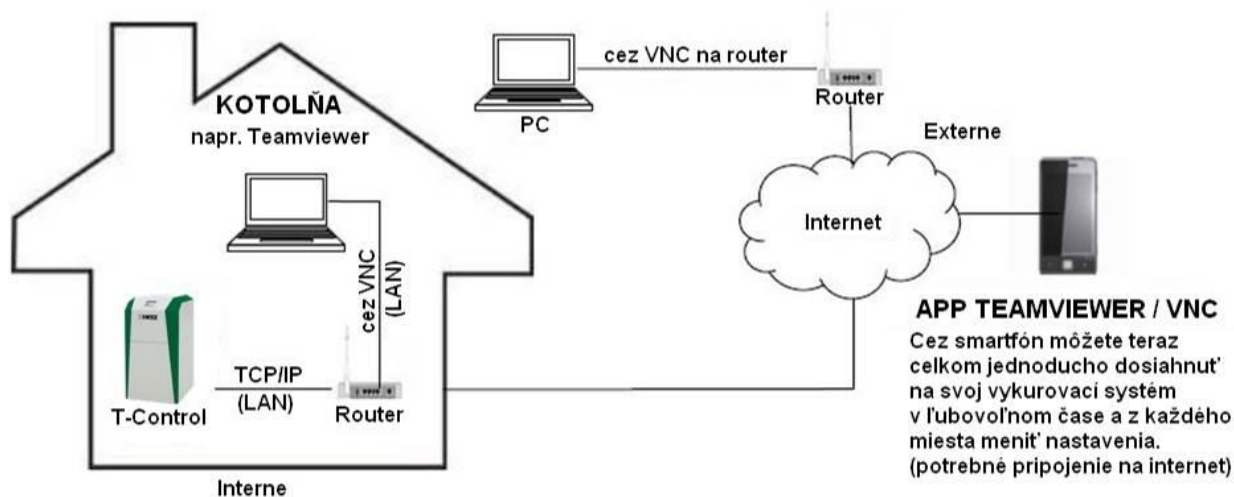 KOTOLŇA
napr. Teamviewer
cez VNC
(LAN)
TCP/IP
(LAN)
T-Control
Router
Interne
cez VNC na router
PC
Router
Externe
Internet
APP TEAMVIEWER / VNC
Cez smartfón môžete teraz
celkom jednoducho dosiahnuť
na svoj vykurovací systém
v ľubovoľnom čase a z každého
miesta meniť nastavenia.
(potrebné pripojenie na internet)